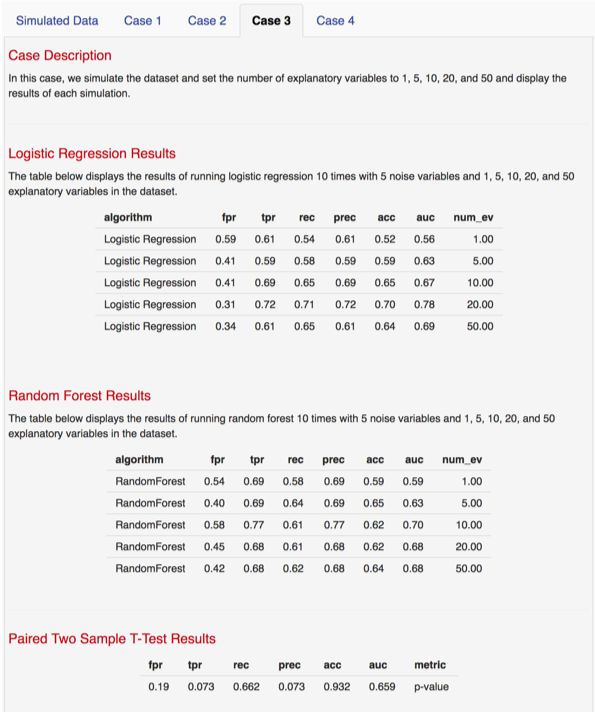 Simulated Data Case 1 Case 2 Case 3 Case 4
Case Description
In this case, we simulate the dataset and set the number of explanatory variables to 1, 5, 10, 20, and 50 and display the
results of each simulation.
Logistic Regression Results
The table below displays the results of running logistic regression 10 times with 5 noise variables and 1, 5, 10, 20, and 50
explanatory variables in the dataset.
algorithm fpr tpr rec prec acc auc num_ev
Logistic Regression 0.59 0.61 0.54 0.61 0.52 0.56 1.00
Logistic Regression 0.41 0.59 0.58 0.59 0.59 0.63 5.00
Logistic Regression 0.41 0.69 0.65 0.69 0.65 0.67 10.00
Logistic Regression 0.31 0.72 0.71 0.72 0.70 0.78 20.00
Logistic Regression 0.34 0.61 0.65 0.61 0.64 0.69 50.00
Random Forest Results
The table below displays the results of running random forest 10 times with 5 noise variables and 1, 5, 10, 20, and 50
explanatory variables in the dataset.
algorithm fpr tpr rec prec acc auc num_ev
RandomForest 0.54 0.69 0.58 0.69 0.59 0.59 1.00
RandomForest 0.40 0.69 0.64 0.69 0.65 0.63 5.00
RandomForest 0.58 0.77 0.61 0.77 0.62 0.70 10.00
RandomForest 0.45 0.68 0.61 0.68 0.62 0.68 20.00
RandomForest 0.42 0.68 0.62 0.68 0.64 0.68 50.00
Paired Two Sample T-Test Results
fpr tpr rec prec acc auc metric
0.19 0.073 0.662 0.073 0.932 0.659 p-value